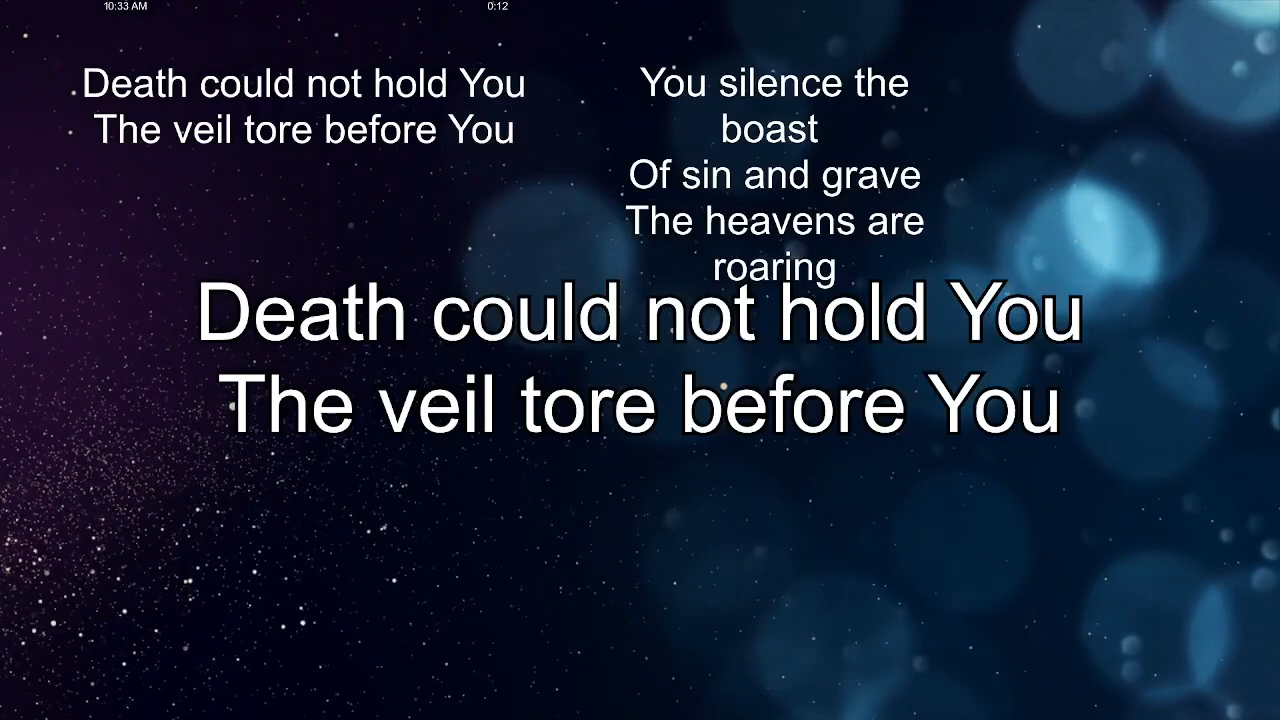 10:33 AM
0:12
Death could not hold You
The veil tore before You
You silence the
boast
Of sin and grave
The heavens are
roaring
Death could not hold You
The veil tore before You